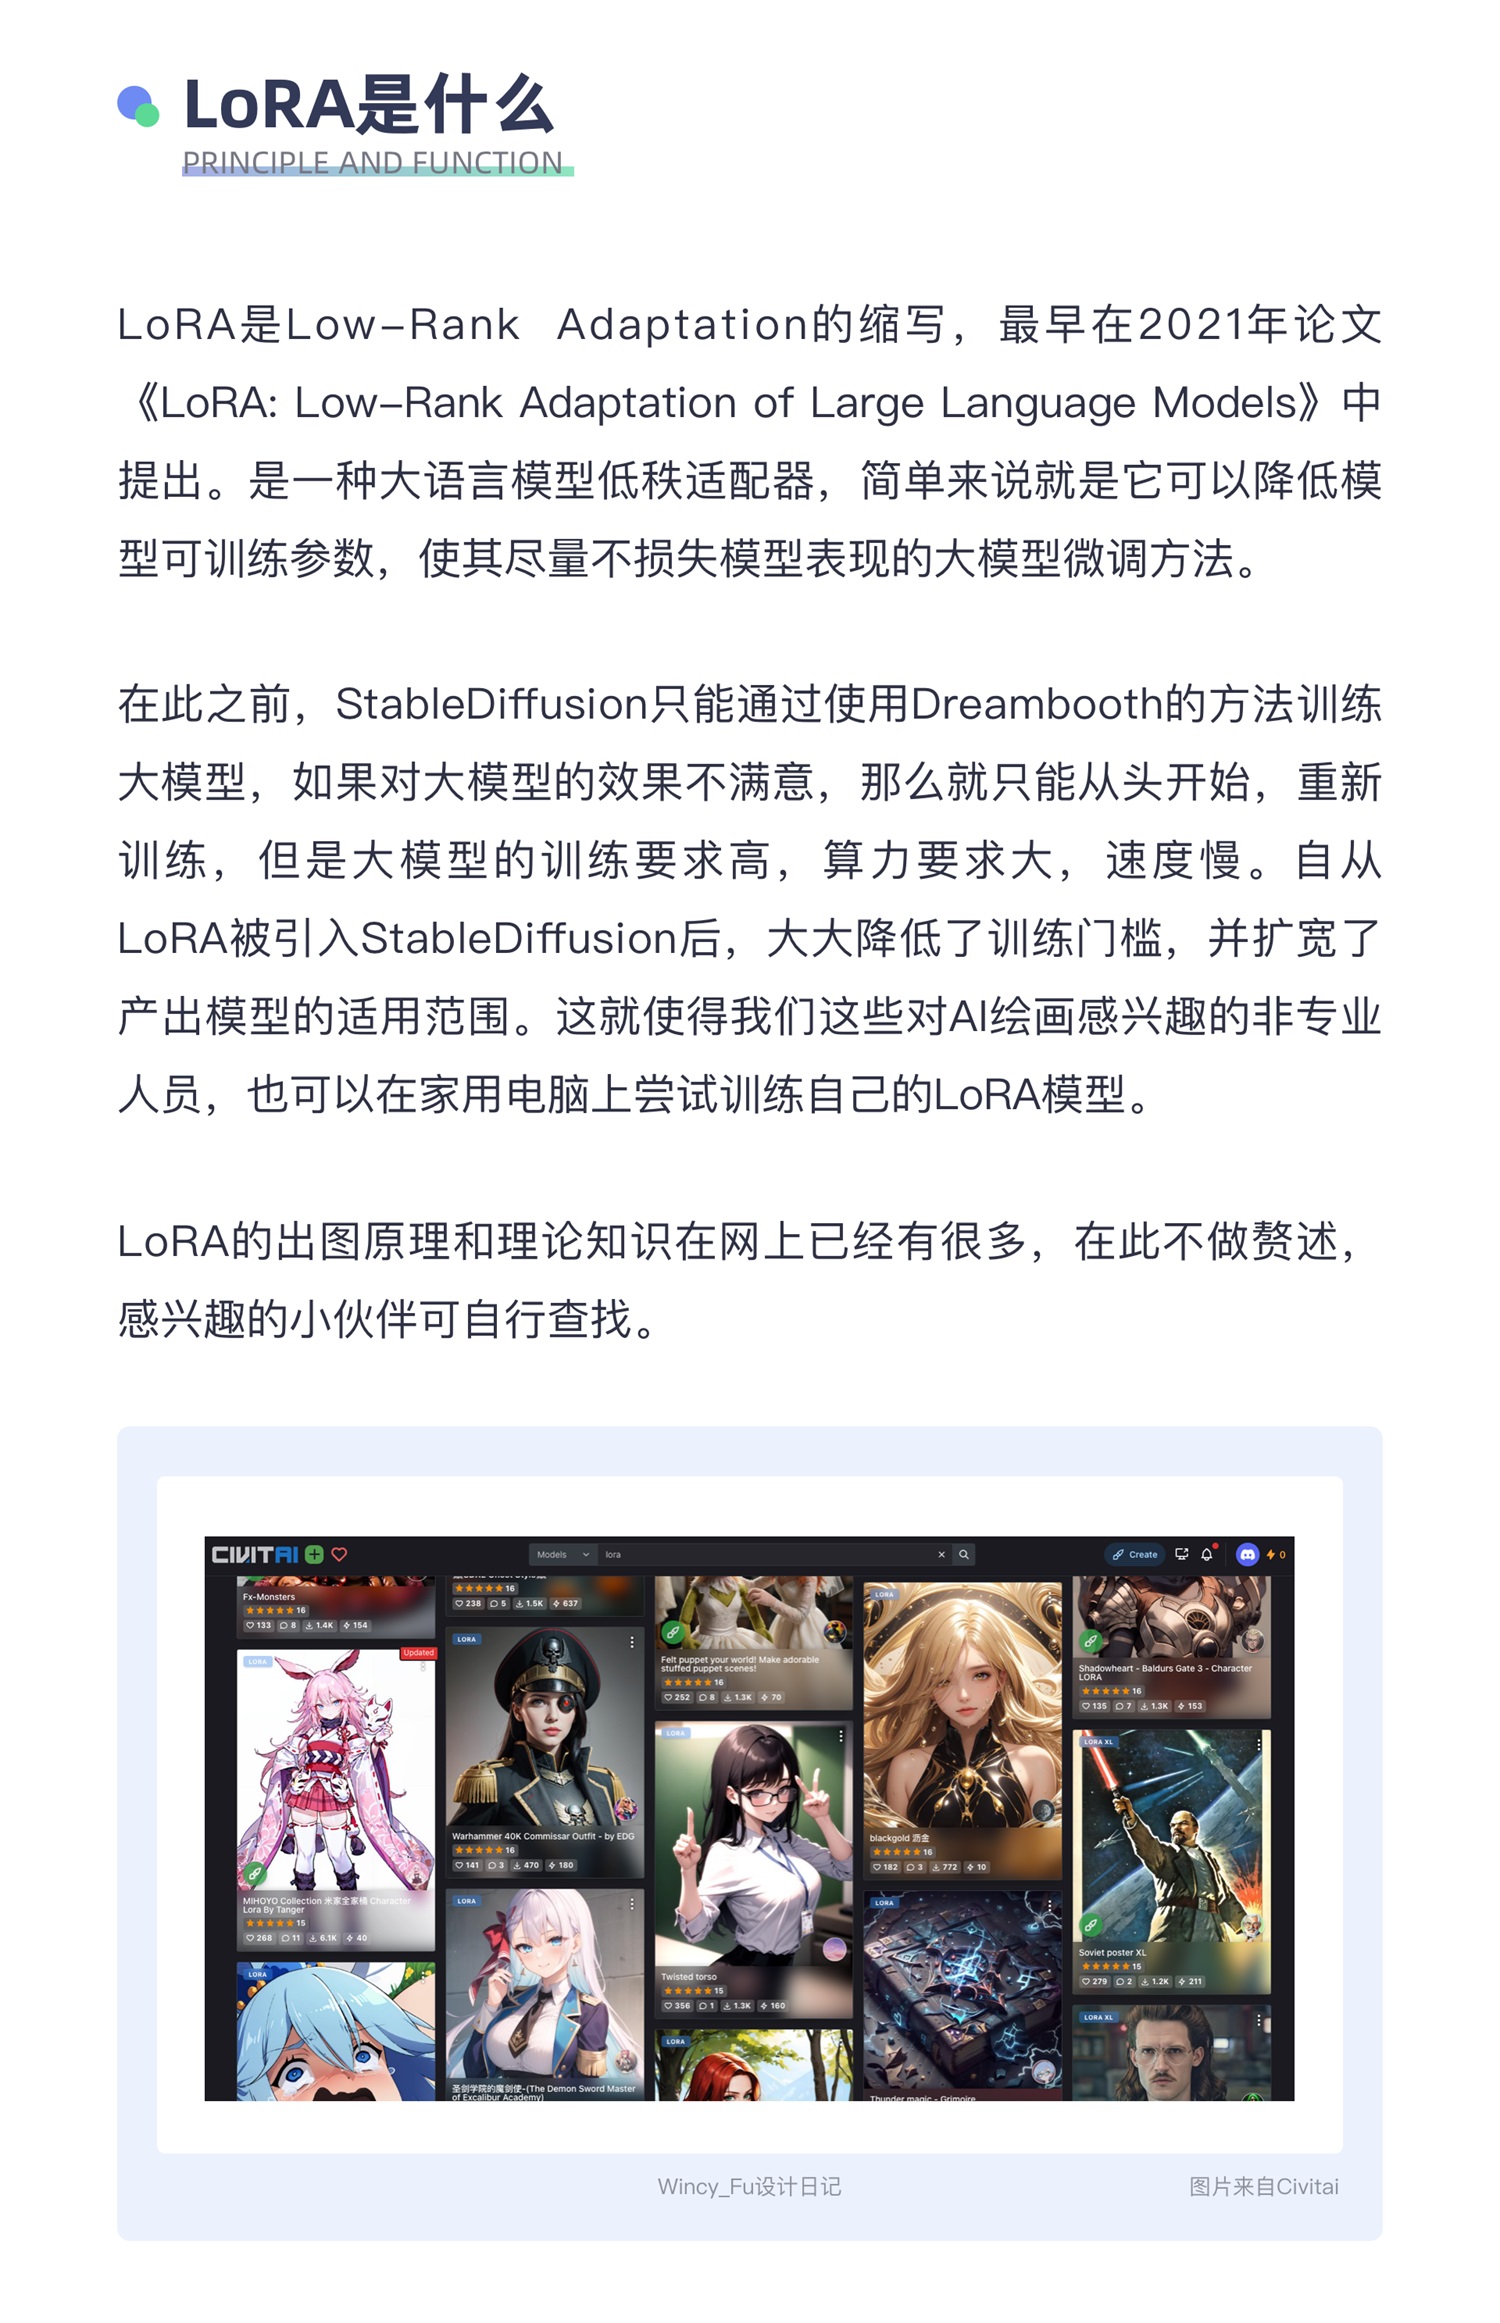 LoRA是什么
PRINCIPLE AND FUNCTION
LoRA是Low-Rank Adaptation的缩写，最早在2021年论文
《LoRA: Low-Rank Adaptation of Large Language Models》中
提出。是一种大语言模型低秩适配器，简单来说就是它可以降低模
型可训练参数，使其尽量不损失模型表现的大模型微调方法。
在此之前，StableDiffusion只能通过使用Dreambooth的方法训练
大模型，如果对大模型的效果不满意，那么就只能从头开始，重新
训练，但是大模型的训练要求高，算力要求大，速度慢。自从
LoRA被引入StableDiffusion后，大大降低了训练门槛，并扩宽了
产出模型的适用范围。这就使得我们这些对AI绘画感兴趣的非专业
人员，也可以在家用电脑上尝试训练自己的LoRA模型。
LoRA的出图原理和理论知识在网上已经有很多，在此不做赘述，
感兴趣的小伙伴可自行查找。
CIVITAI
Models lora
Create
0
Fx-Monsters
16
133 8 1.4K 154
Updated
LORA
MIHOYO Collection 米家全家桶 Character
Lora By Tanger
15
268 11 6.1K 40
LORA
16
238 5 1.5K 637
LORA
Warhammer 40K Commissar Outfit - by EDG
16
141 3 470 180
LORA
圣剑学院的魔剑使-(The Demon Sword Master
of Excalibur Academy)
Felt puppet your world! Make adorable
stuffed puppet scenes!
16
252 8 1.3K 70
LORA
Twisted torso
15
356 1 1.3K 160
LORA
LORA
blackgold 沥金
16
182 3 772 10
LORA
Thunder magic - Grimoire
Shadowheart - Baldurs Gate 3 - Character
LORA
16
135 7 1.3K 153
LORA XL
Soviet poster XL
15
279 2 1.2K 211
LORA XL
Wincy_Fu设计日记
图片来自Civitai